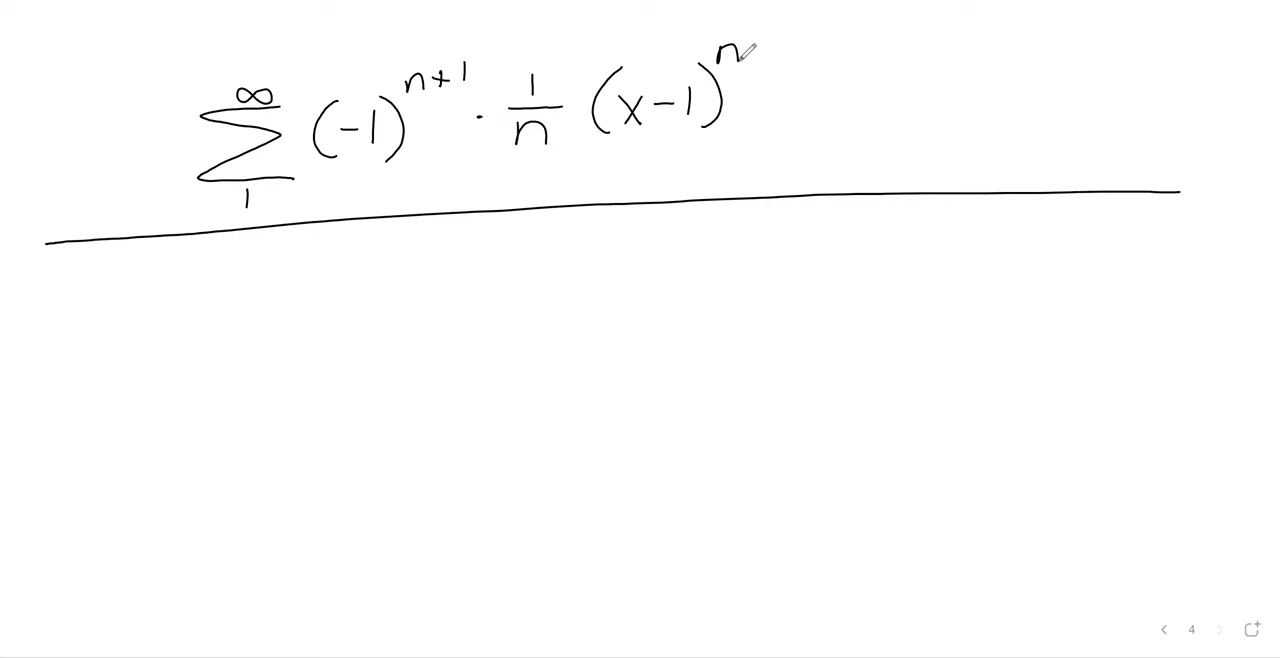 ∞
∑ (-1)^{n+1} · 1/n (x-1)^n
1
< 4 >